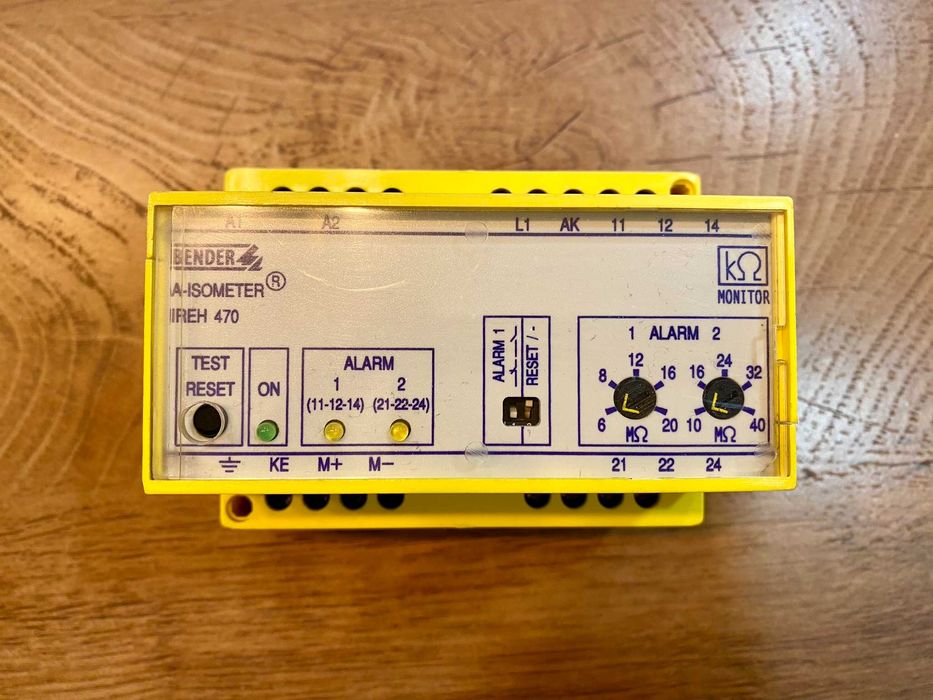 A1 A2 L1 AK 11 12 14
BENDER
A-ISOMETER®
IREH 470
kΩ
MONITOR
TEST
RESET
ON
ALARM
1 2
(11-12-14) (21-22-24)
ALARM 1
RESET / -
1 ALARM 2
6 8 12 16 20
MΩ
10 16 24 32 40
MΩ
KE M+ M− 21 22 24